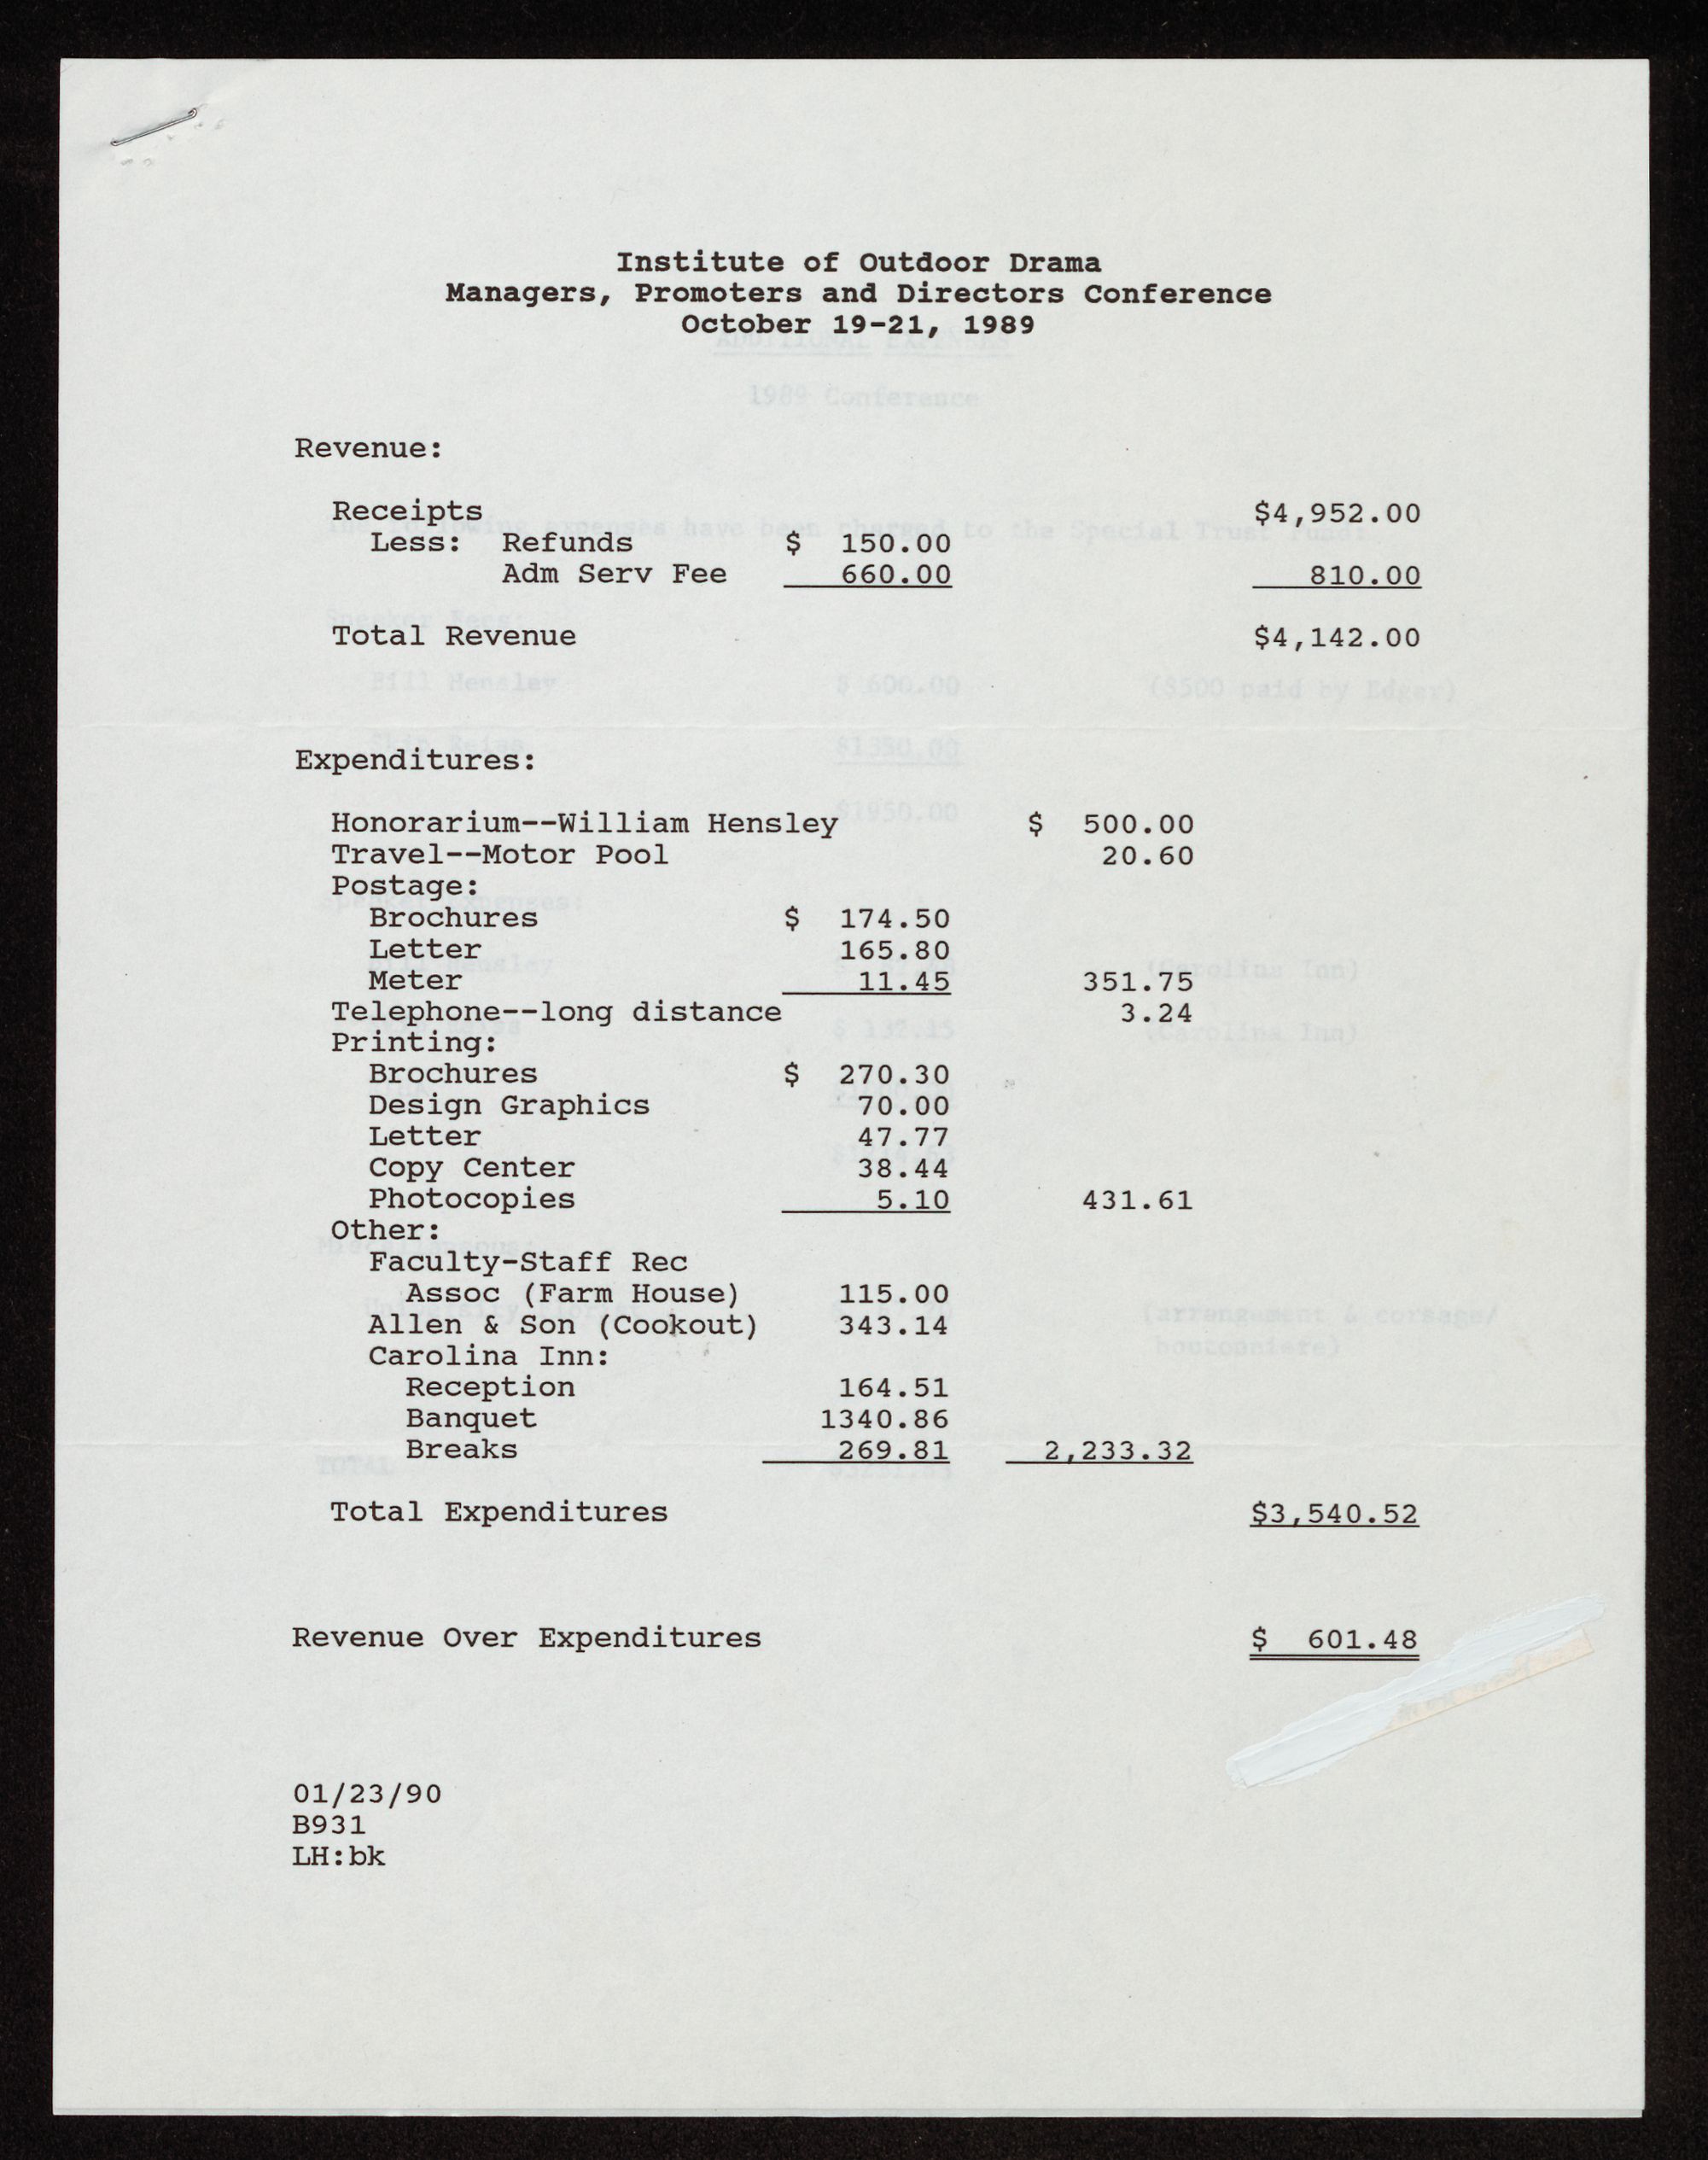 Institute of Outdoor Drama
Managers, Promoters and Directors Conference
October 19-21, 1989
Revenue:
Receipts $4,952.00
Less: Refunds $ 150.00
Adm Serv Fee 660.00 810.00
Total Revenue $4,142.00
Expenditures:
Honorarium--William Hensley $ 500.00
Travel--Motor Pool 20.60
Postage:
Brochures $ 174.50
Letter 165.80
Meter 11.45 351.75
Telephone--long distance 3.24
Printing:
Brochures $ 270.30
Design Graphics 70.00
Letter 47.77
Copy Center 38.44
Photocopies 5.10 431.61
Other:
Faculty-Staff Rec
Assoc (Farm House) 115.00
Allen & Son (Cookout) 343.14
Carolina Inn:
Reception 164.51
Banquet 1340.86
Breaks 269.81 2,233.32
Total Expenditures $3,540.52
Revenue Over Expenditures $ 601.48
01/23/90
B931
LH:bk